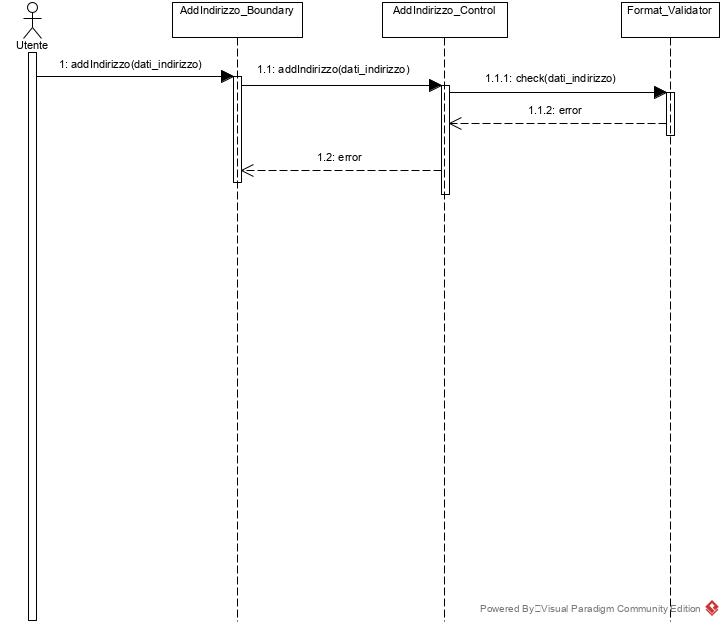 AddIndirizzo_Boundary
AddIndirizzo_Control
Format_Validator
Utente
1: addIndirizzo(dati_indirizzo)
1.1: addIndirizzo(dati_indirizzo)
1.1.1: check(dati_indirizzo)
1.1.2: error
1.2: error
Powered By Visual Paradigm Community Edition